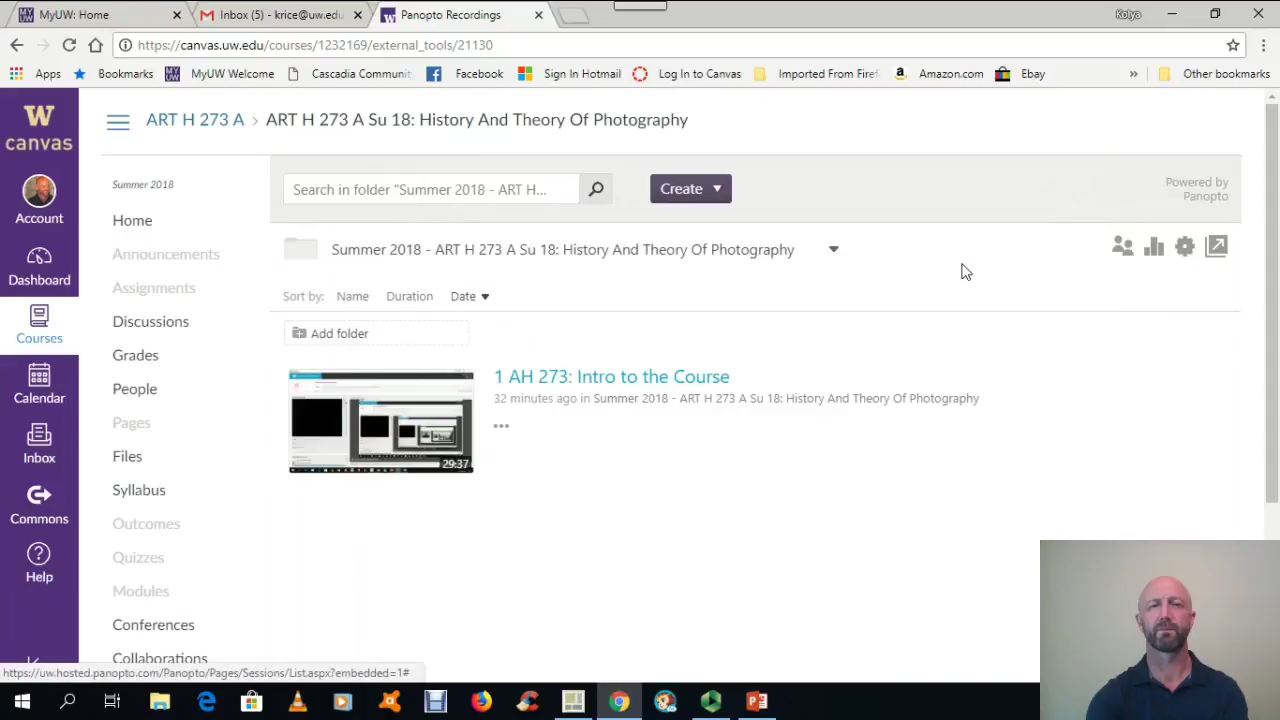 MyUW: Home
Inbox (5) - krice@uw.edu
Panopto Recordings
Kolya
https://canvas.uw.edu/courses/1232169/external_tools/21130
Apps
Bookmarks
MyUW Welcome
Cascadia Communi
Facebook
Sign In Hotmail
Log In to Canvas
Imported From Firef
Amazon.com
Ebay
»
Other bookmarks
W
canvas
Account
Dashboard
Courses
Calendar
Inbox
Commons
Help
ART H 273 A > ART H 273 A Su 18: History And Theory Of Photography
Summer 2018
Home
Announcements
Assignments
Discussions
Grades
People
Pages
Files
Syllabus
Outcomes
Quizzes
Modules
Conferences
Collaborations
Search in folder "Summer 2018 - ART H...
Create
Powered by
Panopto
Summer 2018 - ART H 273 A Su 18: History And Theory Of Photography
Sort by: Name Duration Date
Add folder
29:37
1 AH 273: Intro to the Course
32 minutes ago in Summer 2018 - ART H 273 A Su 18: History And Theory Of Photography
https://uw.hosted.panopto.com/Panopto/Pages/Sessions/List.aspx?embedded=1#